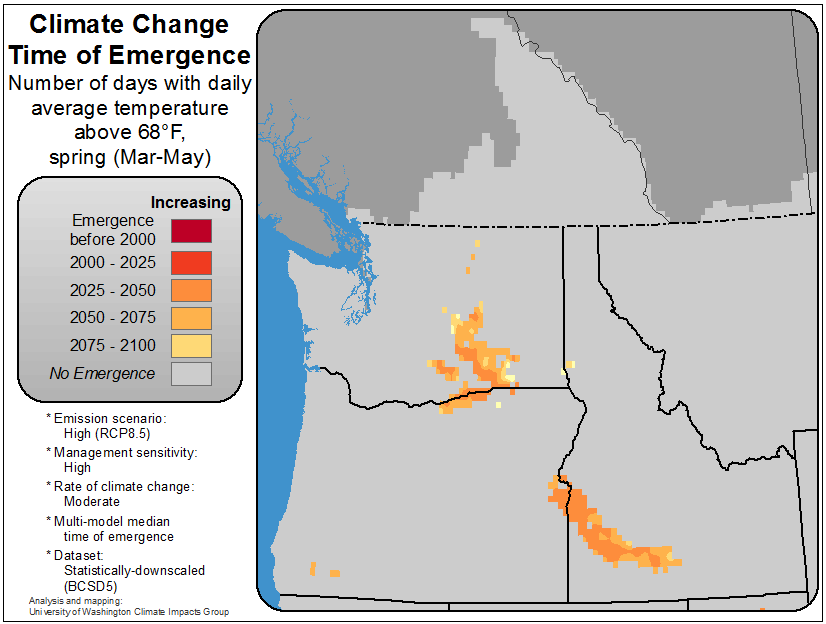 Climate Change
Time of Emergence
Number of days with daily
average temperature
above 68°F,
spring (Mar-May)
Increasing
Emergence
before 2000
2000 - 2025
2025 - 2050
2050 - 2075
2075 - 2100
No Emergence
* Emission scenario:
High (RCP8.5)
* Management sensitivity:
High
* Rate of climate change:
Moderate
* Multi-model median
time of emergence
* Dataset:
Statistically-downscaled
(BCSD5)
Analysis and mapping:
University of Washington Climate Impacts Group